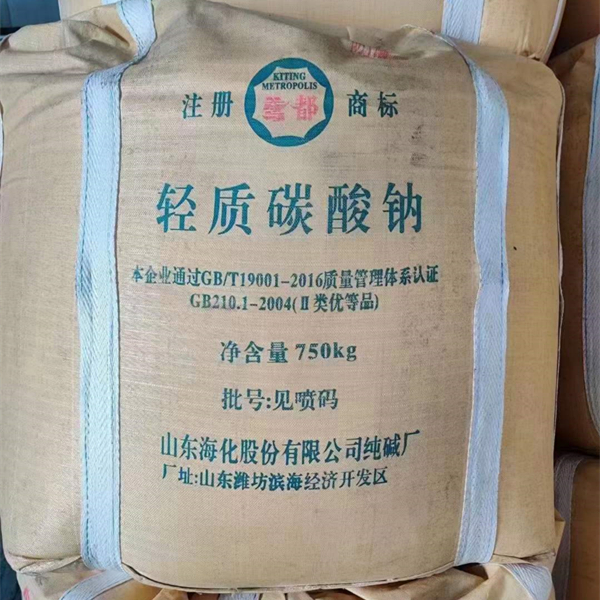 KITING
METROPOLIS
注册 鸢都 商标
轻质碳酸钠
本企业通过GB/T19001-2016质量管理体系认证
GB210.1-2004(Ⅱ类优等品)
净含量 750kg
批号:见喷码
山东海化股份有限公司纯碱厂
厂址:山东潍坊滨海经济开发区